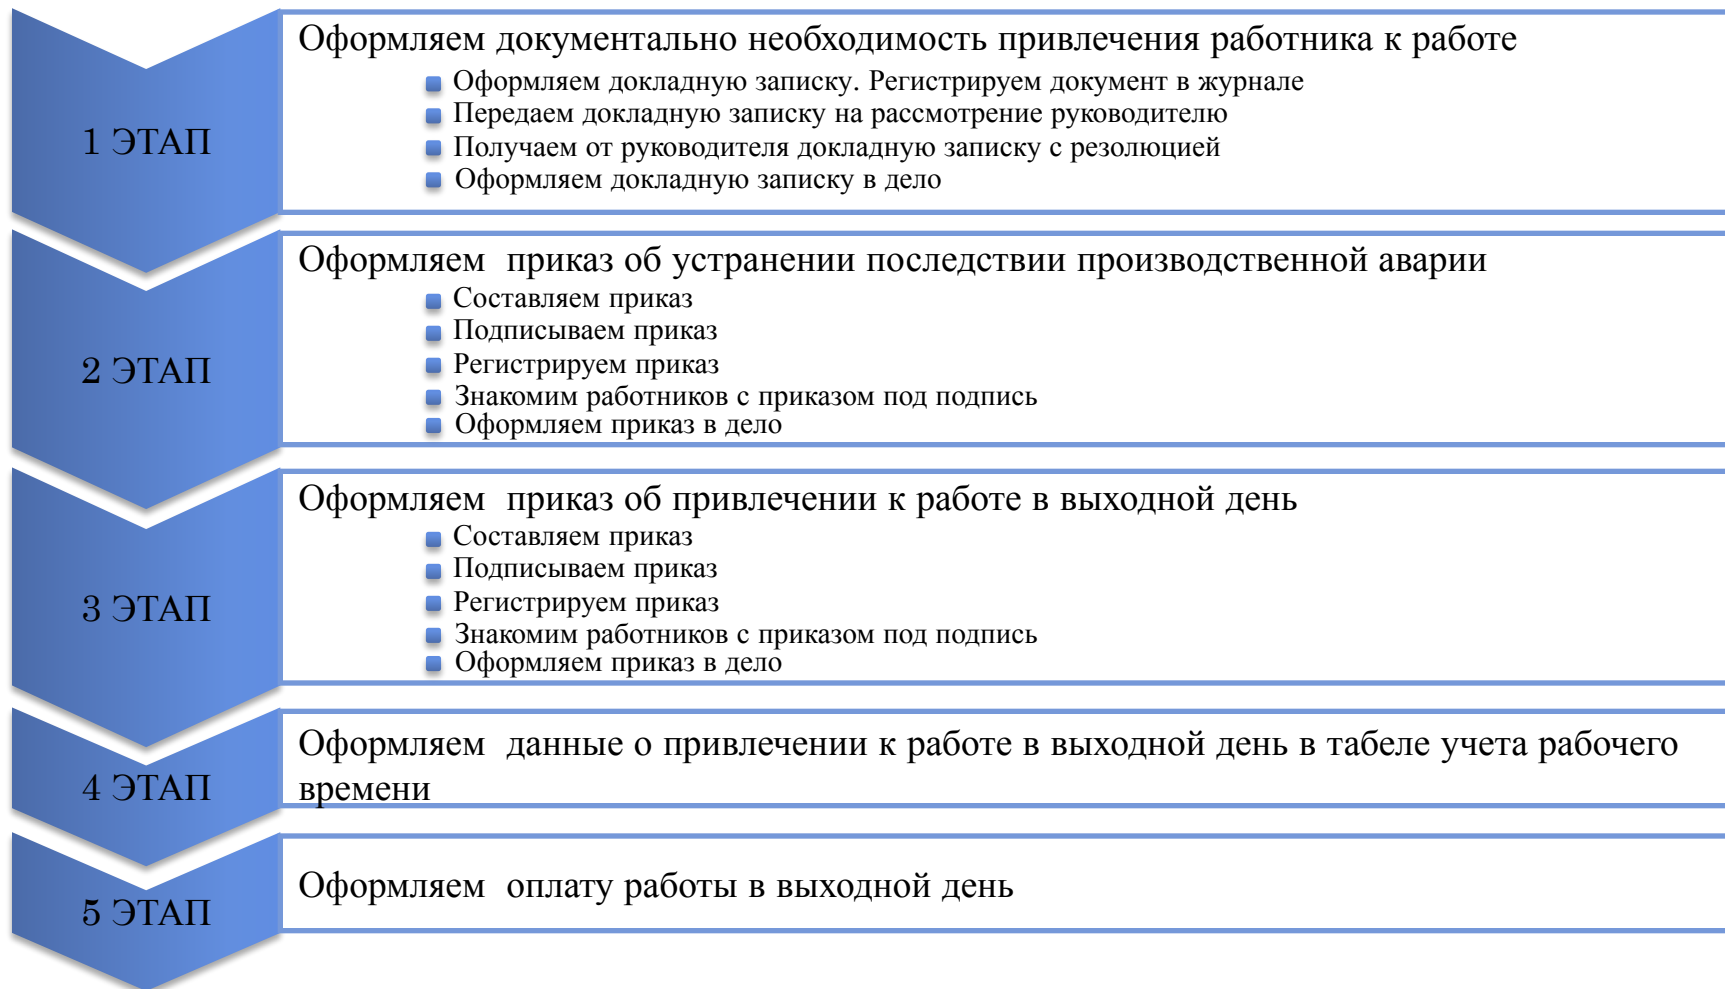 1 ЭТАП
Оформляем документально необходимость привлечения работника к работе
Оформляем докладную записку. Регистрируем документ в журнале
Передаем докладную записку на рассмотрение руководителю
Получаем от руководителя докладную записку с резолюцией
Оформляем докладную записку в дело
2 ЭТАП
Оформляем приказ об устранении последствии производственной аварии
Составляем приказ
Подписываем приказ
Регистрируем приказ
Знакомим работников с приказом под подпись
Оформляем приказ в дело
3 ЭТАП
Оформляем приказ об привлечении к работе в выходной день
Составляем приказ
Подписываем приказ
Регистрируем приказ
Знакомим работников с приказом под подпись
Оформляем приказ в дело
4 ЭТАП
Оформляем данные о привлечении к работе в выходной день в табеле учета рабочего
времени
5 ЭТАП
Оформляем оплату работы в выходной день